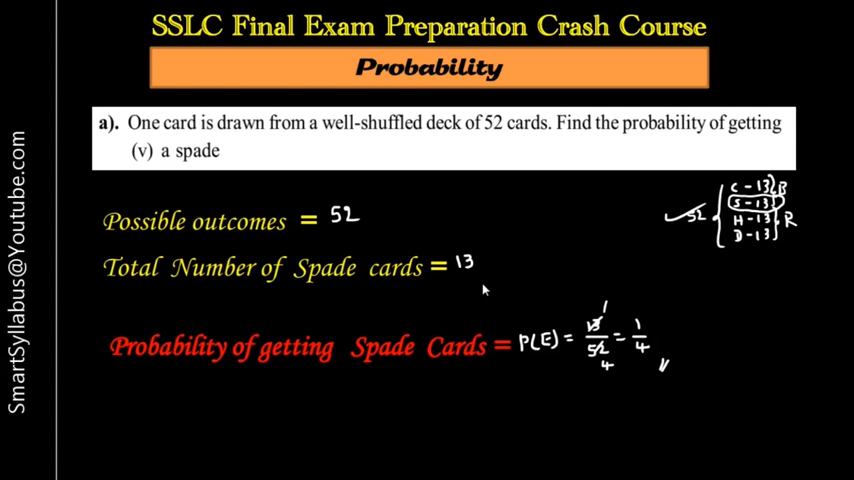 SSLC Final Exam Preparation Crash Course
Probability
a). One card is drawn from a well-shuffled deck of 52 cards. Find the probability of getting
(v) a spade
C - 13 B
52 S - 13
H - 13 R
D - 13
Possible outcomes = 52
Total Number of Spade cards = 13
Probability of getting Spade Cards = P(E) = 13/52 = 1/4
1
4
SmartSyllabus@Youtube.com